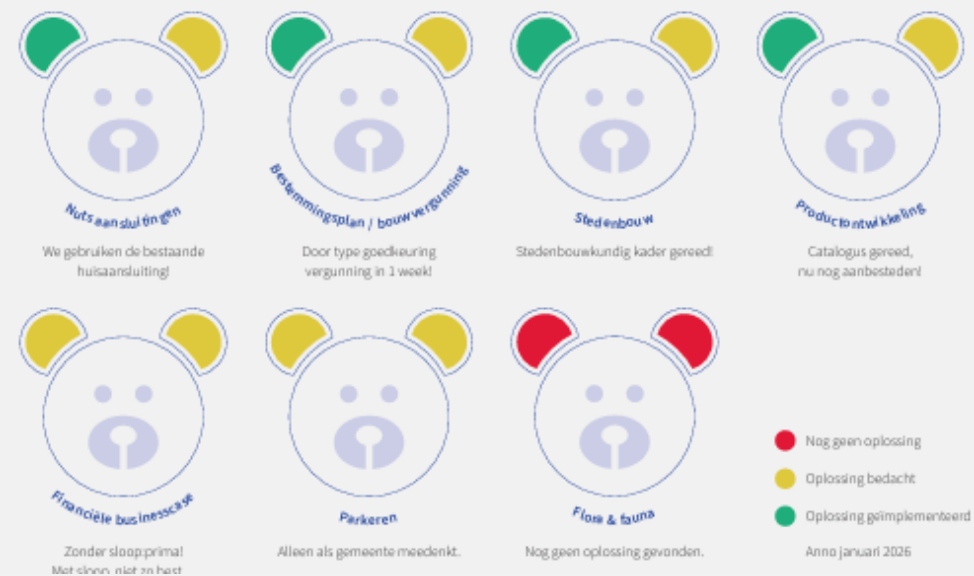 Nuts aansluitingen
Bestemmingsplan / bouwvergunning
Stedenbouw
Productontwikkeling
We gebruiken de bestaande
huisaansluiting!
Door type goedkeuring
vergunning in 1 week!
Stedenbouwkundig kader gereed!
Catalogus gereed,
nu nog aanbesteden!
Financiële businesscase
Parkeren
Flora & fauna
Zonder sloop:prima!
Met sloop, niet zo best.
Alleen als gemeente meedenkt.
Nog geen oplossing gevonden.
Nog geen oplossing
Oplossing bedacht
Oplossing geïmplementeerd
Anno januari 2026